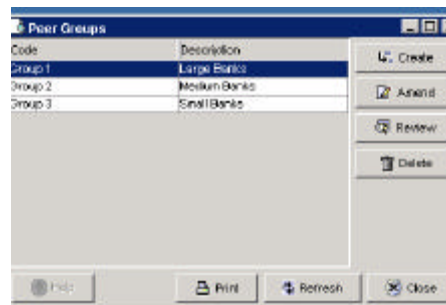 Peer Groups
Code Description
Group 1 Large Banks
Group 2 Medium Banks
Group 3 Small Banks
Create
Amend
Review
Delete
Help Print Refresh Close